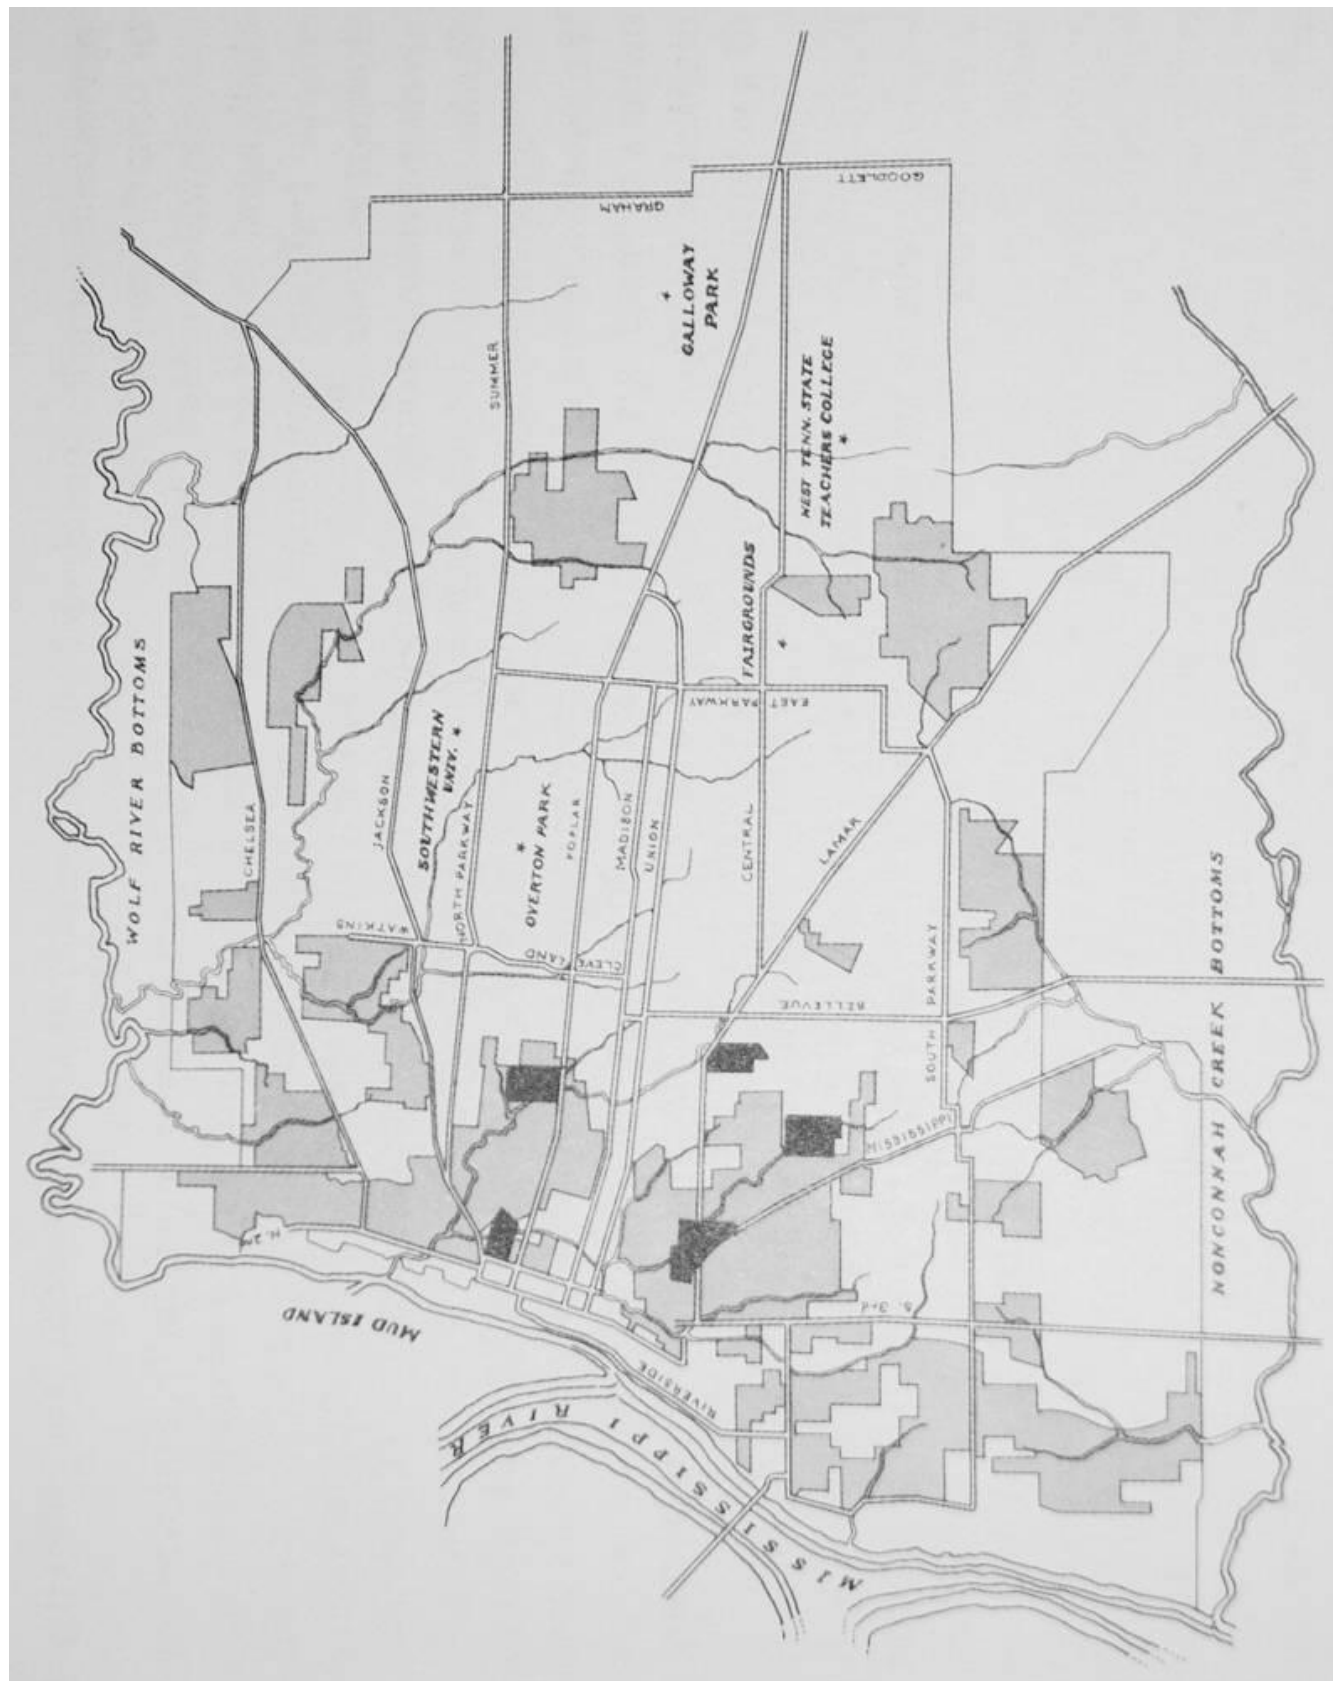 GOODLETT
GRAHAM
GALLOWAY
PARK
SUMMER
WEST TENN. STATE
TEACHERS COLLEGE
FAIRGROUNDS
WOLF RIVER BOTTOMS
EAST PARKWAY
SOUTHWESTERN
UNIV.
JACKSON
CHELSEA
NORTH PARKWAY
OVERTON PARK
POPLAR
MADISON
UNION
CENTRAL
LAMAR
WATKINS
CLEVELAND
BELLEVUE
SOUTH PARKWAY
NONCONNAH CREEK BOTTOMS
MISSISSIPPI
N. 2nd
S. 3rd
MUD ISLAND
RIVERSIDE
MISSISSIPPI RIVER